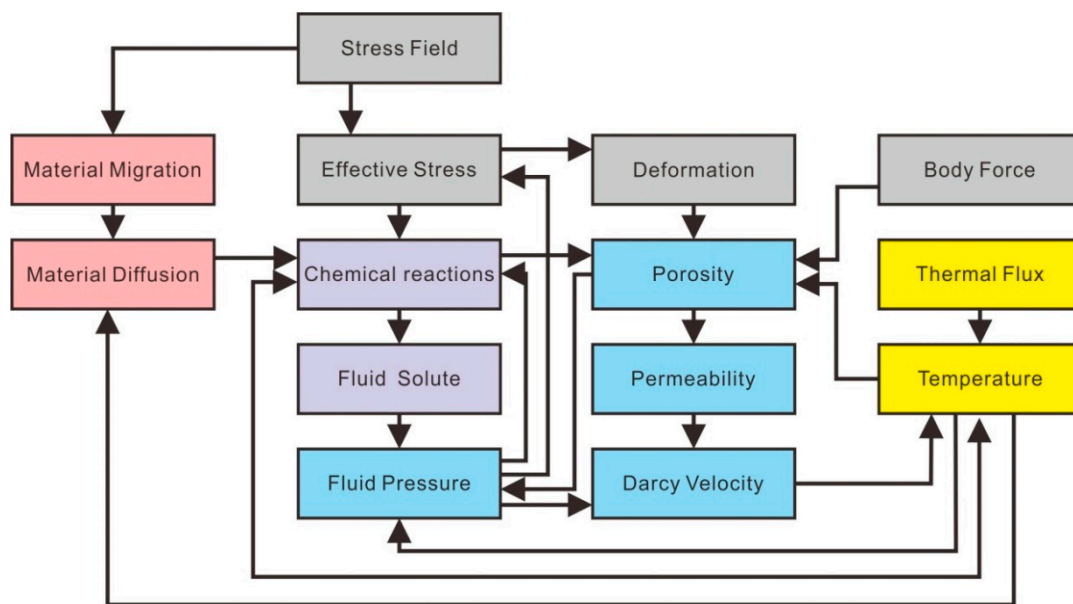 Stress Field
Material Migration
Effective Stress
Deformation
Body Force
Material Diffusion
Chemical reactions
Porosity
Thermal Flux
Fluid Solute
Permeability
Temperature
Fluid Pressure
Darcy Velocity